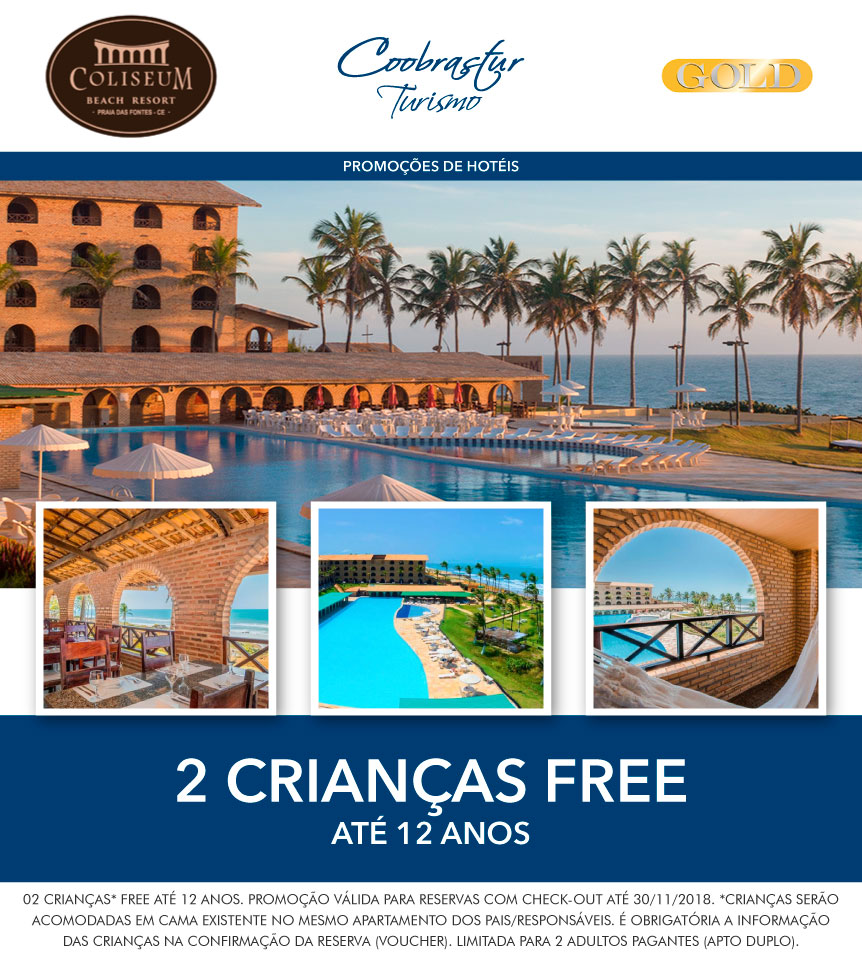 COLISEUM
BEACH RESORT
- PRAIA DAS FONTES - CE -
Coobrastur
Turismo
GOLD
PROMOÇÕES DE HOTÉIS
2 CRIANÇAS FREE
ATÉ 12 ANOS
02 CRIANÇAS* FREE ATÉ 12 ANOS. PROMOÇÃO VÁLIDA PARA RESERVAS COM CHECK-OUT ATÉ 30/11/2018. *CRIANÇAS SERÃO
ACOMODADAS EM CAMA EXISTENTE NO MESMO APARTAMENTO DOS PAIS/RESPONSÁVEIS. É OBRIGATÓRIA A INFORMAÇÃO
DAS CRIANÇAS NA CONFIRMAÇÃO DA RESERVA (VOUCHER). LIMITADA PARA 2 ADULTOS PAGANTES (APTO DUPLO).